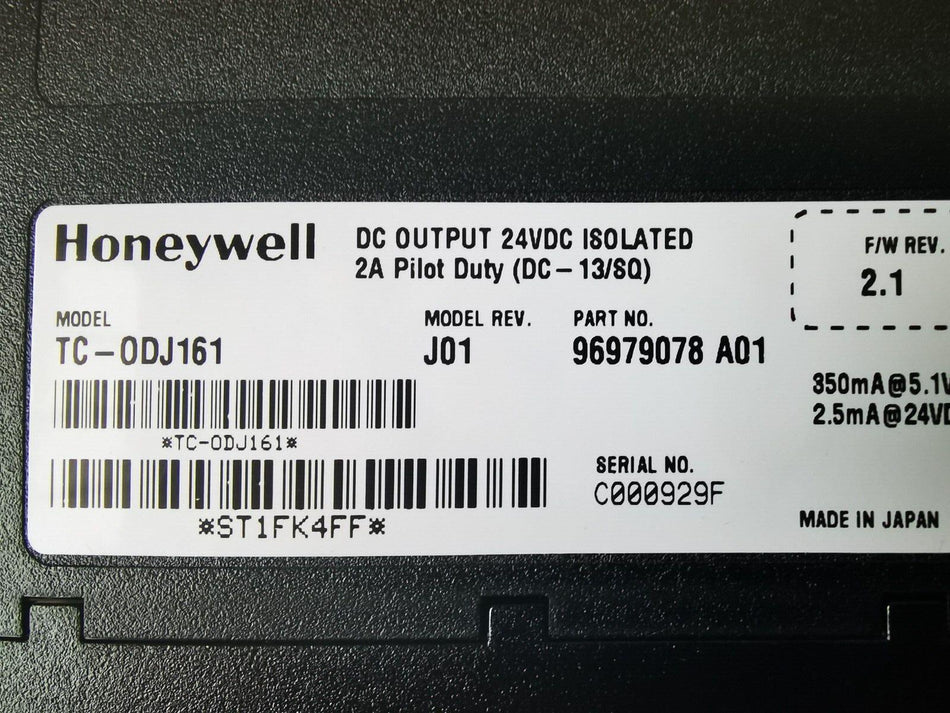 Honeywell
DC OUTPUT 24VDC ISOLATED
2A Pilot Duty (DC-13/SQ)
F/W REV.
2.1
MODEL
TC-ODJ161
MODEL REV.
J01
PART NO.
96979078 A01
350mA@5.1V
2.5mA@24VD
*TC-ODJ161*
*ST1FK4FF*
SERIAL NO.
C000929F
MADE IN JAPAN